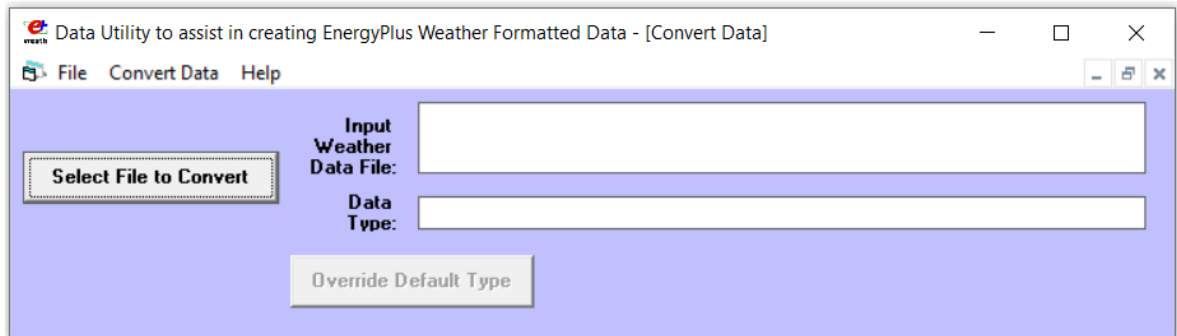 e+
Data Utility to assist in creating EnergyPlus Weather Formatted Data - [Convert Data]
File Convert Data Help
Input
Weather
Data File:
Select File to Convert
Data
Type:
Override Default Type